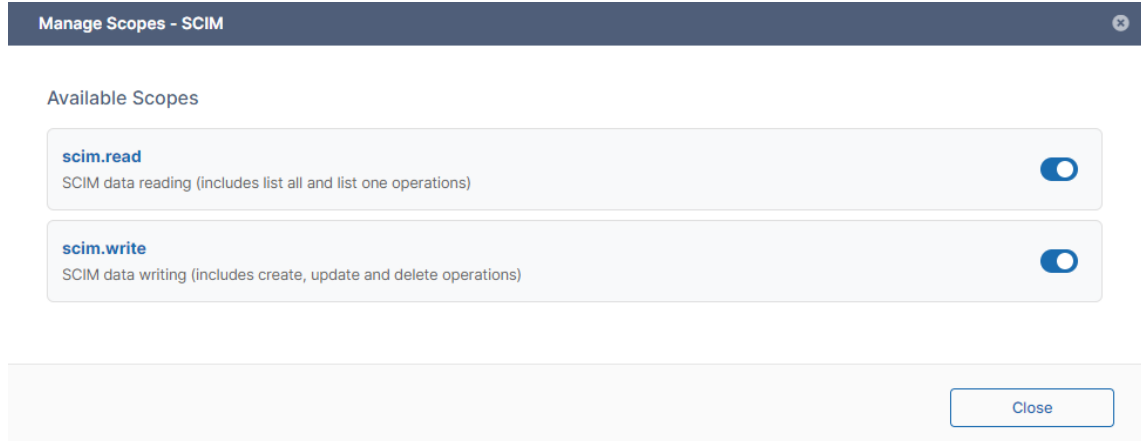 Manage Scopes - SCIM
Available Scopes
scim.read
SCIM data reading (includes list all and list one operations)
scim.write
SCIM data writing (includes create, update and delete operations)
Close